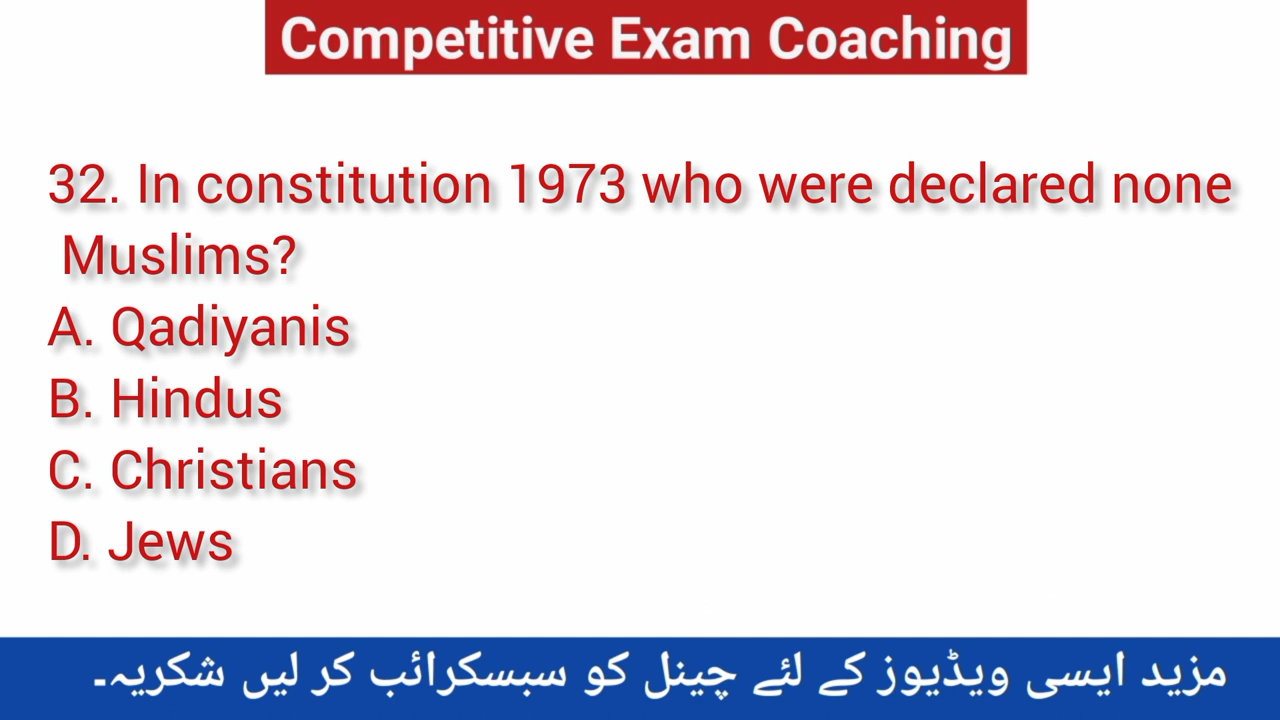 Competitive Exam Coaching
32. In constitution 1973 who were declared none
Muslims?
A. Qadiyanis
B. Hindus
C. Christians
D. Jews
مزید ایسی ویڈیوز کے لئے چینل کو سبسکرائب کر لیں شکریہ۔